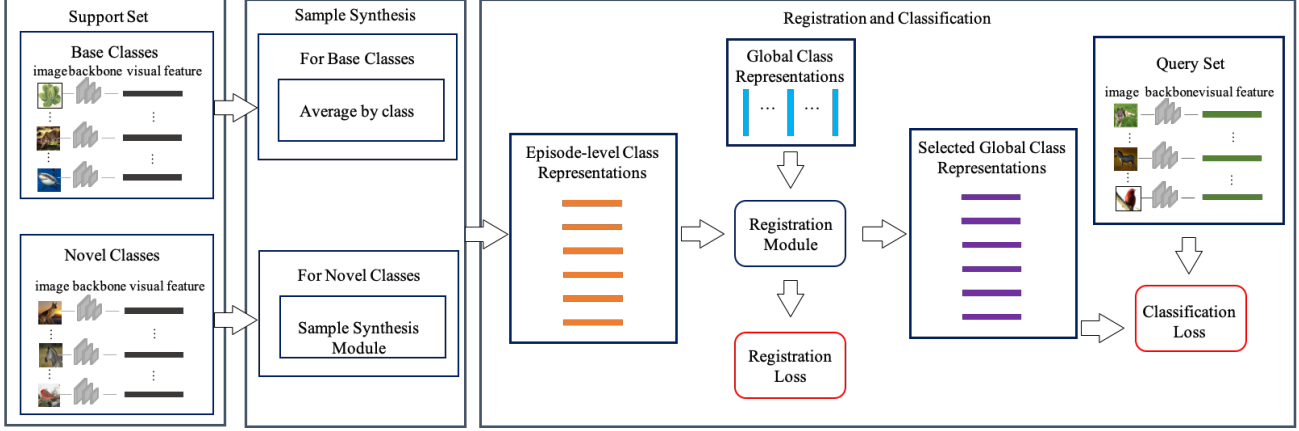 Support Set
Base Classes
image backbone visual feature
Novel Classes
image backbone visual feature
Sample Synthesis
For Base Classes
Average by class
For Novel Classes
Sample Synthesis
Module
Registration and Classification
Episode-level Class
Representations
Global Class
Representations
... ...
Registration
Module
Registration
Loss
Selected Global Class
Representations
Query Set
image backbone visual feature
Classification
Loss